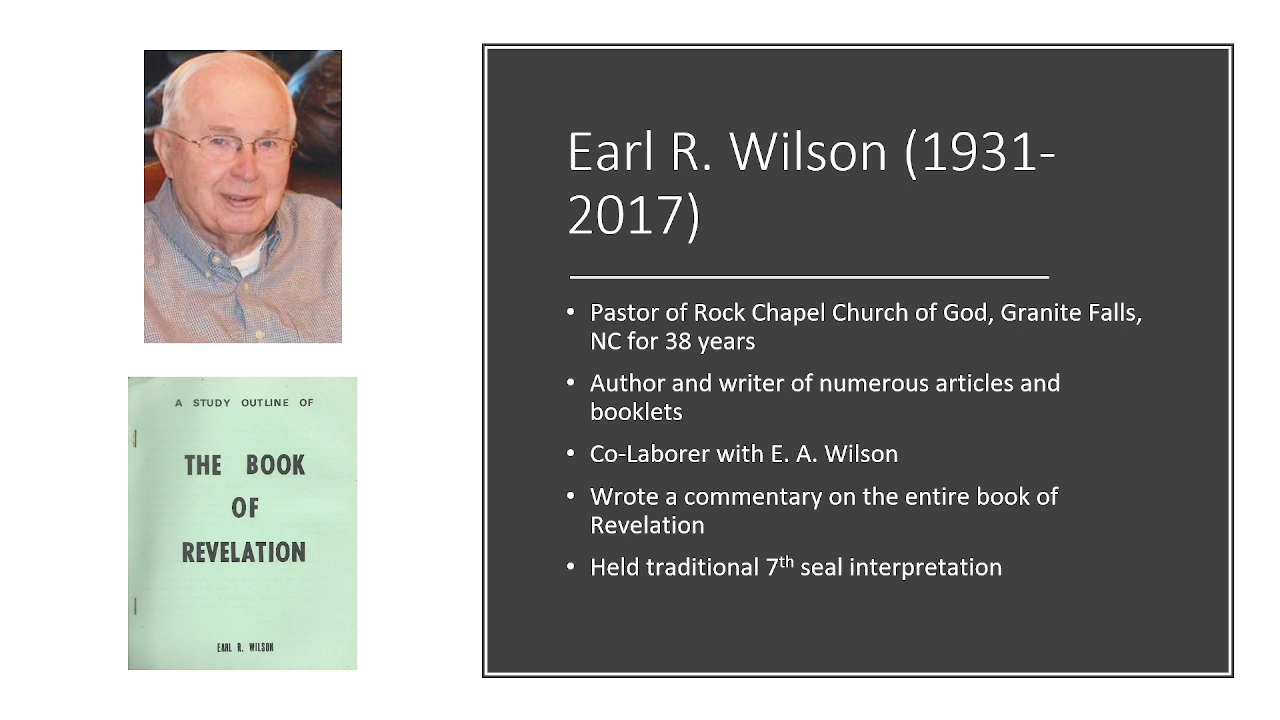 A STUDY OUTLINE OF
THE BOOK
OF
REVELATION
EARL R. WILSON
Earl R. Wilson (1931-
2017)
• Pastor of Rock Chapel Church of God, Granite Falls,
NC for 38 years
• Author and writer of numerous articles and
booklets
• Co-Laborer with E. A. Wilson
• Wrote a commentary on the entire book of
Revelation
• Held traditional 7th seal interpretation